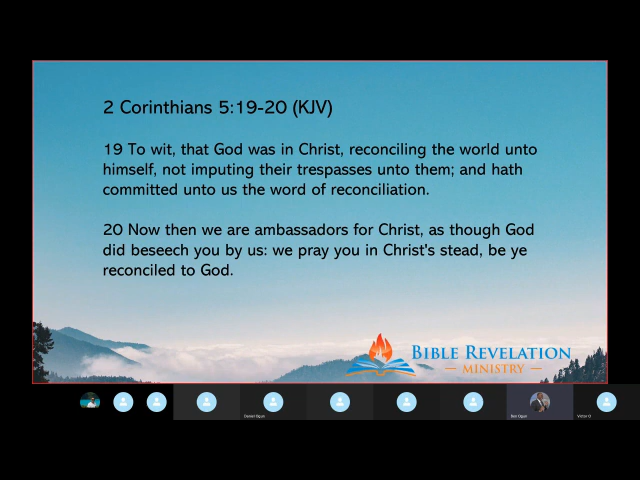 2 Corinthians 5:19-20 (KJV)
19 To wit, that God was in Christ, reconciling the world unto
himself, not imputing their trespasses unto them; and hath
committed unto us the word of reconciliation.
20 Now then we are ambassadors for Christ, as though God
did beseech you by us: we pray you in Christ's stead, be ye
reconciled to God.
BIBLE REVELATION
MINISTRY
Victor O